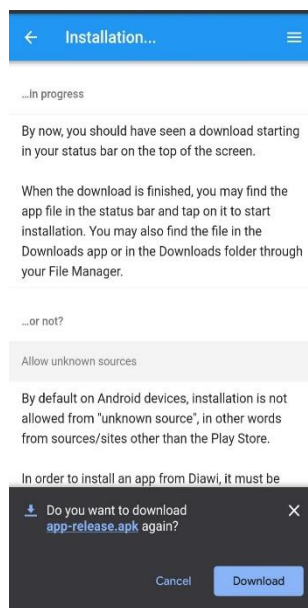 Installation...
...in progress
By now, you should have seen a download starting
in your status bar on the top of the screen.
When the download is finished, you may find the
app file in the status bar and tap on it to start
installation. You may also find the file in the
Downloads app or in the Downloads folder through
your File Manager.
...or not?
Allow unknown sources
By default on Android devices, installation is not
allowed from "unknown source", in other words
from sources/sites other than the Play Store.
In order to install an app from Diawi, it must be
Do you want to download
app-release.apk again?
Cancel
Download